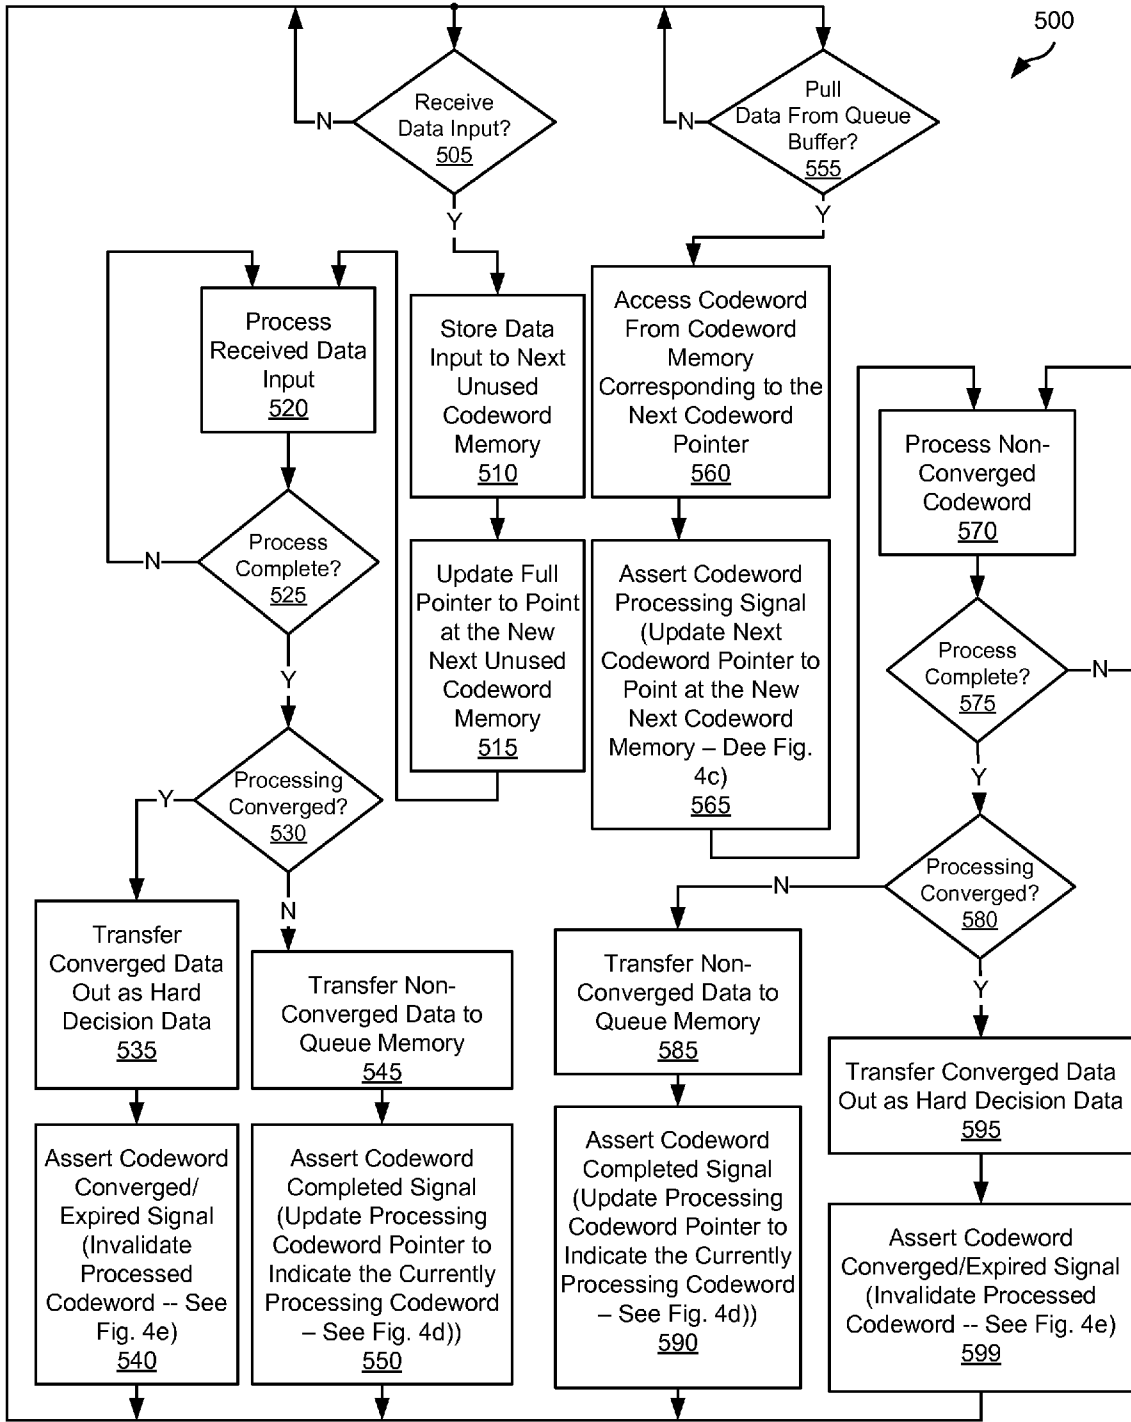 500
Receive
Data Input?
505
N
Y
Pull
Data From Queue
Buffer?
555
N
Y
Process
Received Data
Input
520
Store Data
Input to Next
Unused
Codeword
Memory
510
Access Codeword
From Codeword
Memory
Corresponding to the
Next Codeword
Pointer
560
Process Non-
Converged
Codeword
570
Process
Complete?
525
N
Y
Update Full
Pointer to Point
at the New
Next Unused
Codeword
Memory
515
Assert Codeword
Processing Signal
(Update Next
Codeword Pointer to
Point at the New
Next Codeword
Memory – Dee Fig.
4c)
565
Process
Complete?
575
N
Y
Processing
Converged?
530
Y
N
Processing
Converged?
580
N
Y
Transfer
Converged Data
Out as Hard
Decision Data
535
Transfer Non-
Converged Data to
Queue Memory
545
Transfer Non-
Converged Data to
Queue Memory
585
Transfer Converged Data
Out as Hard Decision Data
595
Assert Codeword
Converged/
Expired Signal
(Invalidate
Processed
Codeword -- See
Fig. 4e)
540
Assert Codeword
Completed Signal
(Update Processing
Codeword Pointer to
Indicate the Currently
Processing Codeword
– See Fig. 4d))
550
Assert Codeword
Completed Signal
(Update Processing
Codeword Pointer to
Indicate the Currently
Processing Codeword
– See Fig. 4d))
590
Assert Codeword
Converged/Expired Signal
(Invalidate Processed
Codeword -- See Fig. 4e)
599